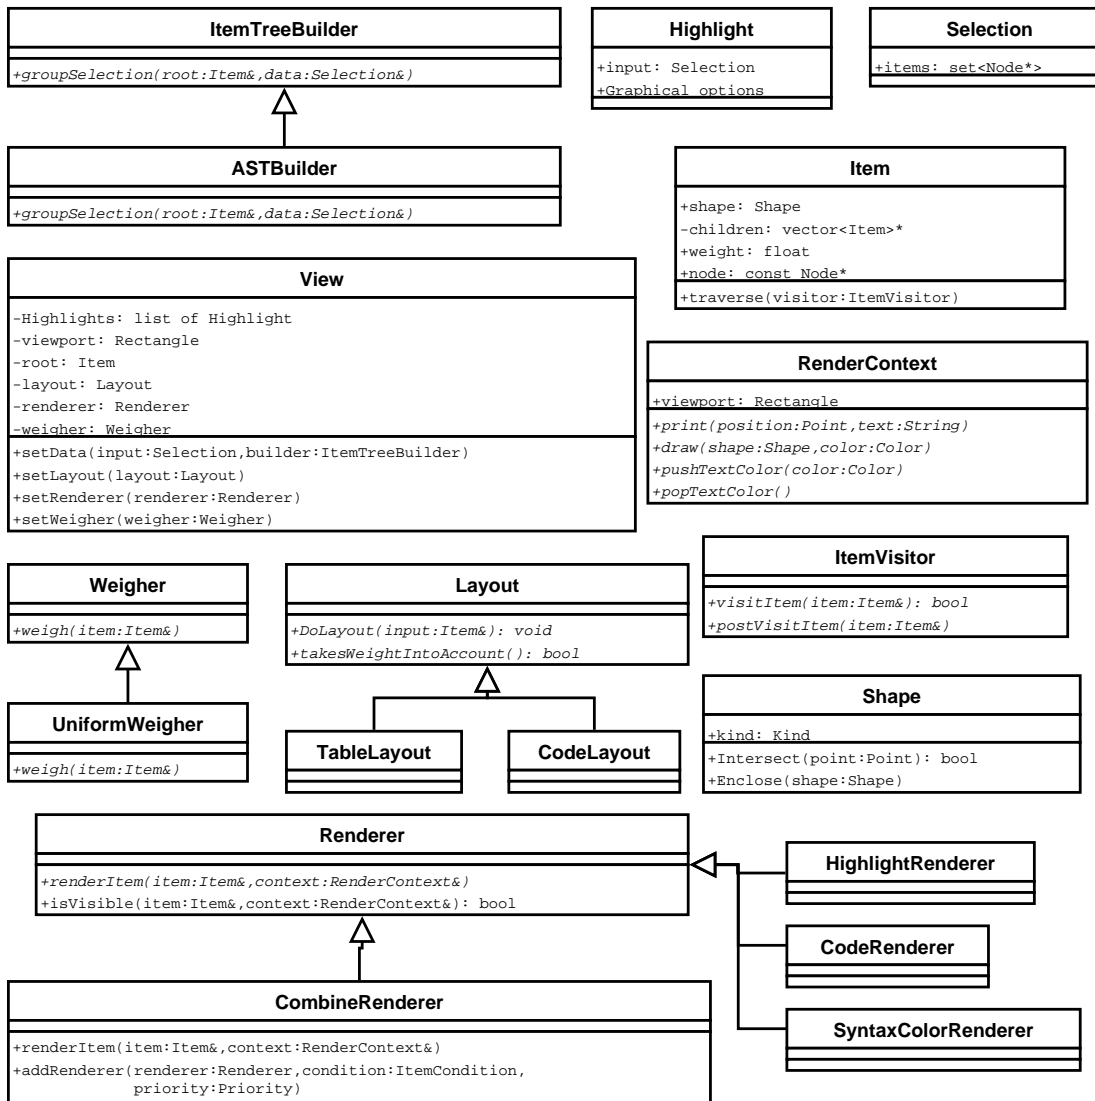 ItemTreeBuilder
+groupSelection(root:Item&,data:Selection&)
Highlight
+input: Selection
+Graphical options
Selection
+items: set<Node*>
ASTBuilder
+groupSelection(root:Item&,data:Selection&)
Item
+shape: Shape
-children: vector<Item>*
+weight: float
+node: const Node*
+traverse(visitor:ItemVisitor)
View
-Highlights: list of Highlight
-viewport: Rectangle
-root: Item
-layout: Layout
-renderer: Renderer
-weigher: Weigher
+setData(input:Selection,builder:ItemTreeBuilder)
+setLayout(layout:Layout)
+setRenderer(renderer:Renderer)
+setWeigher(weigher:Weigher)
RenderContext
+viewport: Rectangle
+print(position:Point,text:String)
+draw(shape:Shape,color:Color)
+pushTextColor(color:Color)
+popTextColor()
Weigher
+weigh(item:Item&)
Layout
+DoLayout(input:Item&): void
+takesWeightIntoAccount(): bool
ItemVisitor
+visitItem(item:Item&): bool
+postVisitItem(item:Item&)
UniformWeigher
+weigh(item:Item&)
TableLayout
CodeLayout
Shape
+kind: Kind
+Intersect(point:Point): bool
+Enclose(shape:Shape)
Renderer
+renderItem(item:Item&,context:RenderContext&)
+isVisible(item:Item&,context:RenderContext&): bool
HighlightRenderer
CodeRenderer
SyntaxColorRenderer
CombineRenderer
+renderItem(item:Item&,context:RenderContext&)
+addRenderer(renderer:Renderer,condition:ItemCondition,
priority:Priority)